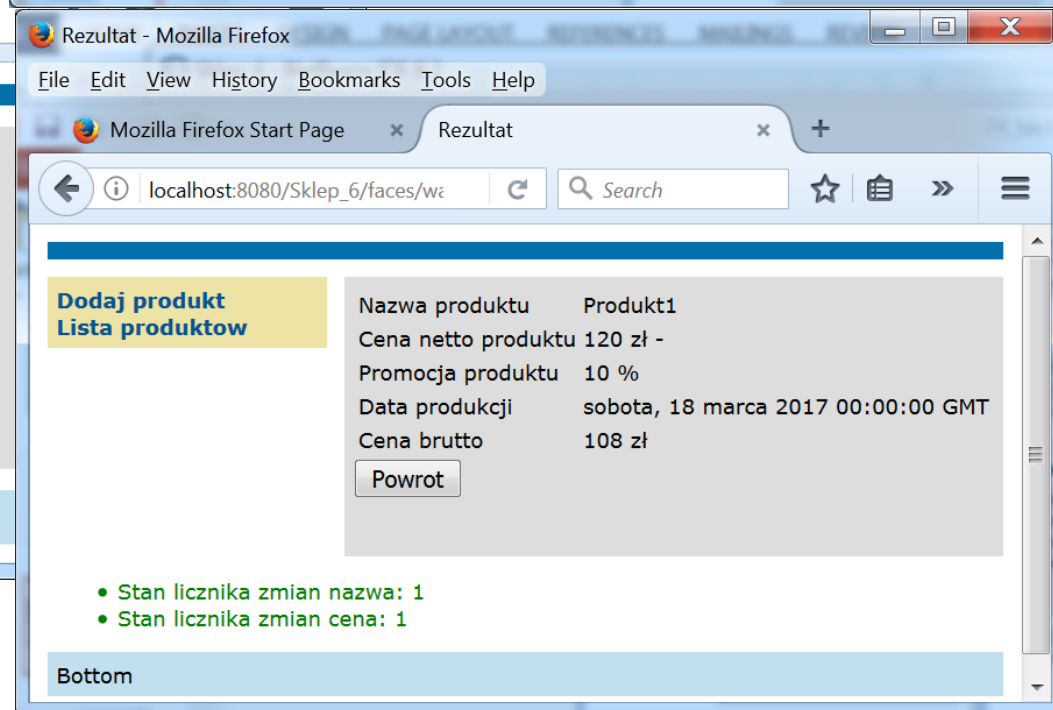 Rezultat - Mozilla Firefox
File Edit View History Bookmarks Tools Help
Mozilla Firefox Start Page
Rezultat
localhost:8080/Sklep_6/faces/wa
Search
Dodaj produkt
Lista produktow
Nazwa produktu Produkt1
Cena netto produktu 120 zł -
Promocja produktu 10 %
Data produkcji sobota, 18 marca 2017 00:00:00 GMT
Cena brutto 108 zł
Powrot
• Stan licznika zmian nazwa: 1
• Stan licznika zmian cena: 1
Bottom